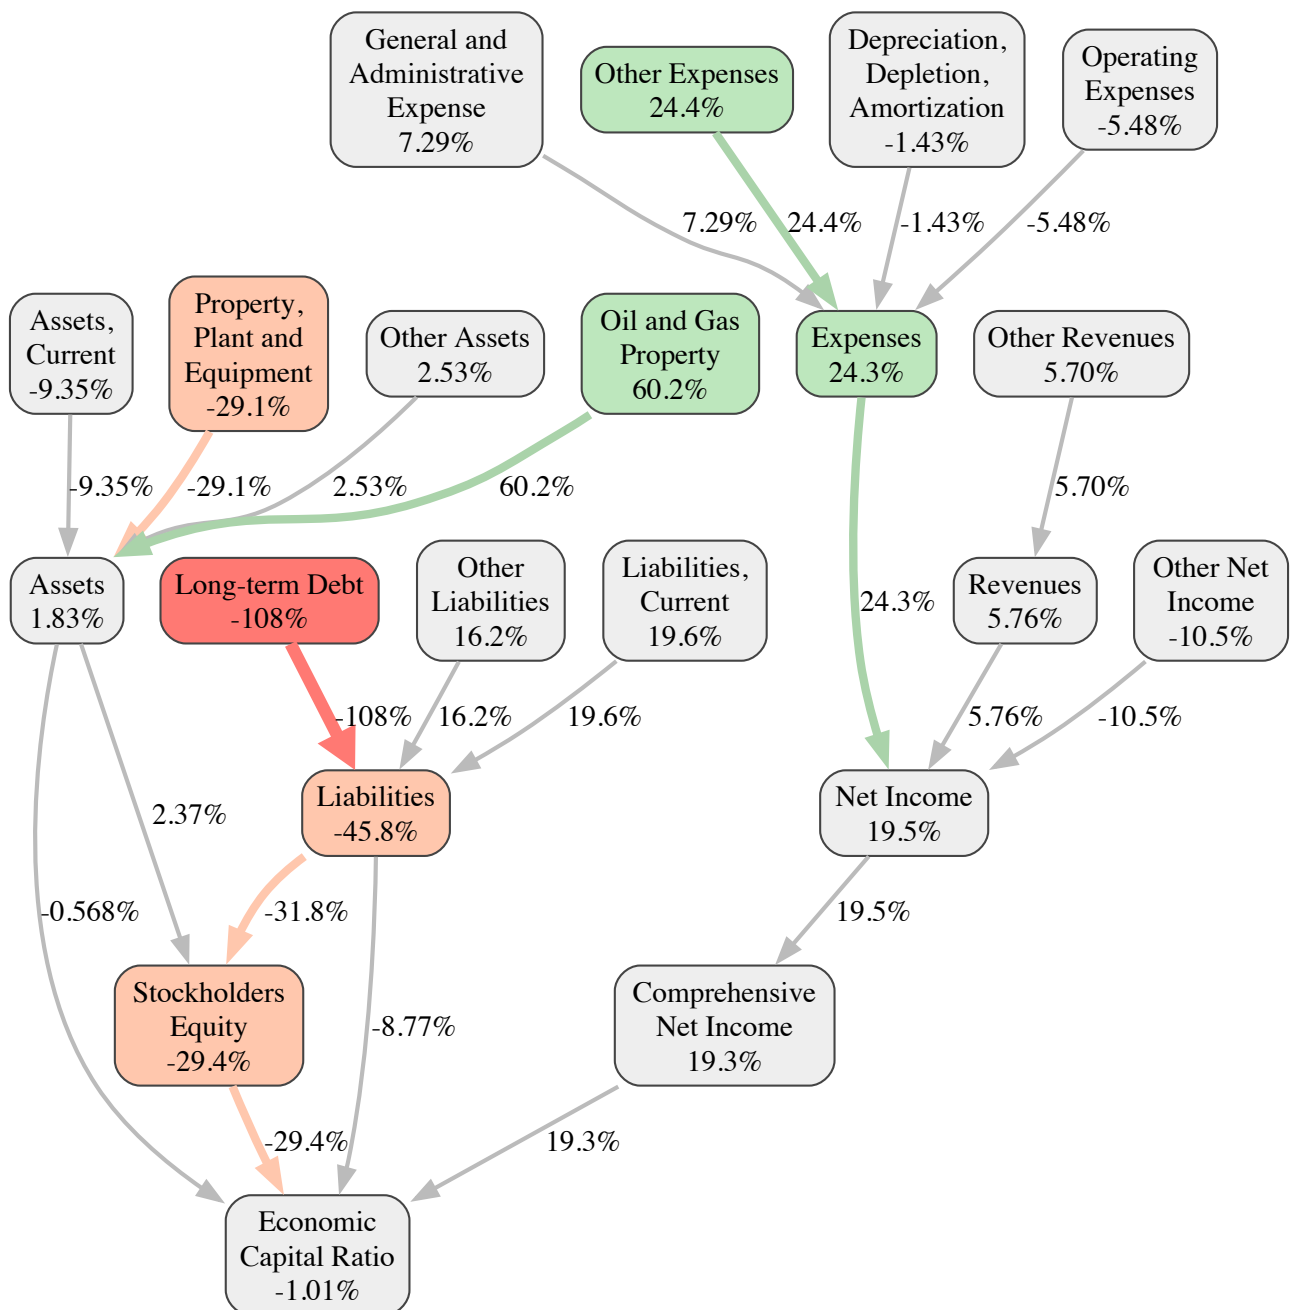 General and
Administrative
Expense
7.29%
Other Expenses
24.4%
Depreciation,
Depletion,
Amortization
-1.43%
Operating
Expenses
-5.48%
7.29%
24.4%
-1.43%
-5.48%
Assets,
Current
-9.35%
Property,
Plant and
Equipment
-29.1%
Other Assets
2.53%
Oil and Gas
Property
60.2%
Expenses
24.3%
Other Revenues
5.70%
-9.35%
-29.1%
2.53%
60.2%
5.70%
Assets
1.83%
Long-term Debt
-108%
Other
Liabilities
16.2%
Liabilities,
Current
19.6%
24.3%
Revenues
5.76%
Other Net
Income
-10.5%
-108%
16.2%
19.6%
5.76%
-10.5%
2.37%
Liabilities
-45.8%
Net Income
19.5%
-0.568%
-31.8%
19.5%
Stockholders
Equity
-29.4%
-8.77%
Comprehensive
Net Income
19.3%
-29.4%
19.3%
Economic
Capital Ratio
-1.01%